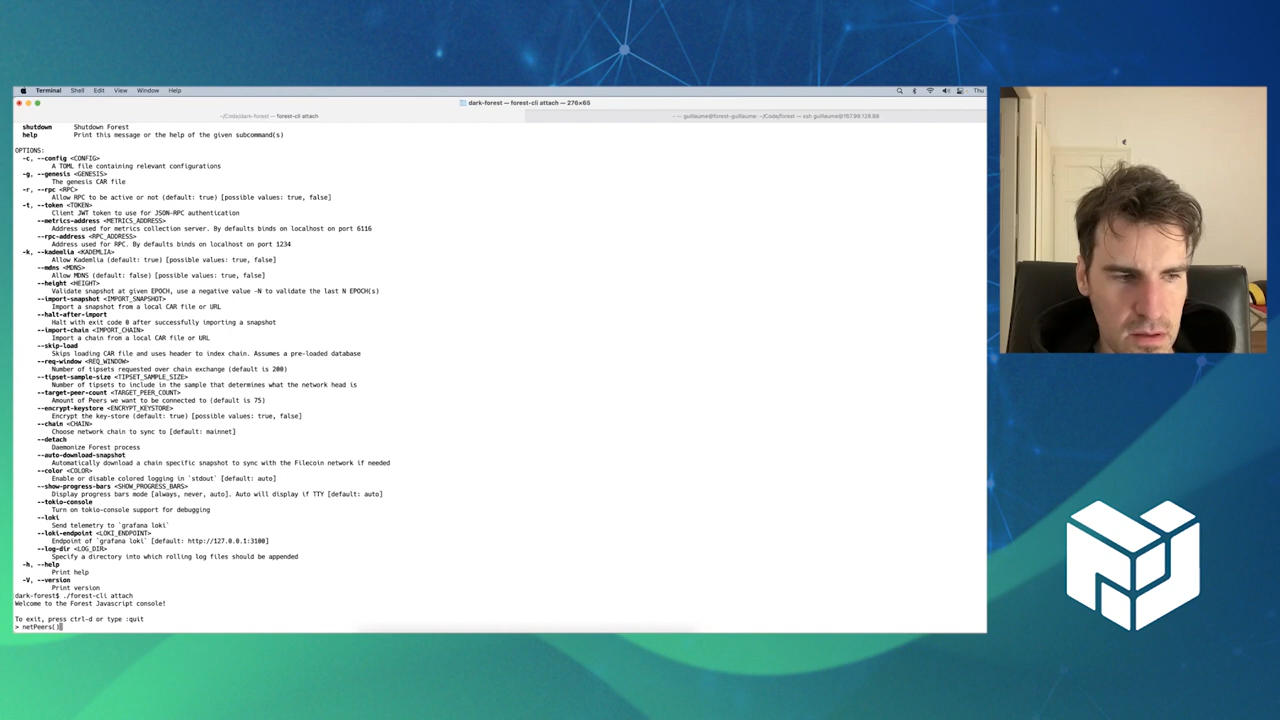 Terminal Shell Edit View Window Help Thu
dark-forest — forest-cli attach — 276×65
~/Code/dark-forest — forest-cli attach
guillaume@forest-guillaume: ~/Code/forest — ssh guillaume@157.90.128.88
shutdown Shutdown Forest
help Print this message or the help of the given subcommand(s)
OPTIONS:
-c, --config <CONFIG>
A TOML file containing relevant configurations
-g, --genesis <GENESIS>
The genesis CAR file
-r, --rpc <RPC>
Allow RPC to be active or not (default: true) [possible values: true, false]
-t, --token <TOKEN>
Client JWT token to use for JSON-RPC authentication
--metrics-address <METRICS_ADDRESS>
Address used for metrics collection server. By defaults binds on localhost on port 6116
--rpc-address <RPC_ADDRESS>
Address used for RPC. By defaults binds on localhost on port 1234
-k, --kademlia <KADEMLIA>
Allow Kademlia (default: true) [possible values: true, false]
--mdns <MDNS>
Allow MDNS (default: false) [possible values: true, false]
--height <HEIGHT>
Validate snapshot at given EPOCH, use a negative value -N to validate the last N EPOCH(s)
--import-snapshot <IMPORT_SNAPSHOT>
Import a snapshot from a local CAR file or URL
--halt-after-import
Halt with exit code 0 after successfully importing a snapshot
--import-chain <IMPORT_CHAIN>
Import a chain from a local CAR file or URL
--skip-load
Skips loading CAR file and uses header to index chain. Assumes a pre-loaded database
--req-window <REQ_WINDOW>
Number of tipsets requested over chain exchange (default is 200)
--tipset-sample-size <TIPSET_SAMPLE_SIZE>
Number of tipsets to include in the sample that determines what the network head is
--target-peer-count <TARGET_PEER_COUNT>
Amount of Peers we want to be connected to (default is 75)
--encrypt-keystore <ENCRYPT_KEYSTORE>
Encrypt the key-store (default: true) [possible values: true, false]
--chain <CHAIN>
Choose network chain to sync to [default: mainnet]
--detach
Daemonize Forest process
--auto-download-snapshot
Automatically download a chain specific snapshot to sync with the Filecoin network if needed
--color <COLOR>
Enable or disable colored logging in `stdout` [default: auto]
--show-progress-bars <SHOW_PROGRESS_BARS>
Display progress bars mode [always, never, auto]. Auto will display if TTY [default: auto]
--tokio-console
Turn on tokio-console support for debugging
--loki
Send telemetry to `grafana loki`
--loki-endpoint <LOKI_ENDPOINT>
Endpoint of `grafana loki` [default: http://127.0.0.1:3100]
--log-dir <LOG_DIR>
Specify a directory into which rolling log files should be appended
-h, --help
Print help
-V, --version
Print version
dark-forest$ ./forest-cli attach
Welcome to the Forest Javascript console!
To exit, press ctrl-d or type :quit
> netPeers()